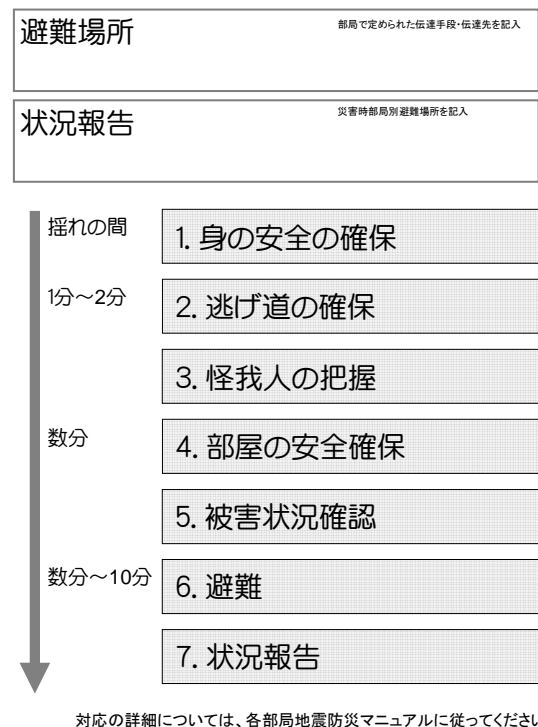 避難場所
部局で定められた伝達手段・伝達先を記入
状況報告
災害時部局別避難場所を記入
揺れの間
1. 身の安全の確保
1分～2分
2. 逃げ道の確保
3. 怪我人の把握
数分
4. 部屋の安全確保
5. 被害状況確認
数分～10分
6. 避難
7. 状況報告
対応の詳細については、各部局地震防災マニュアルに従ってくださ